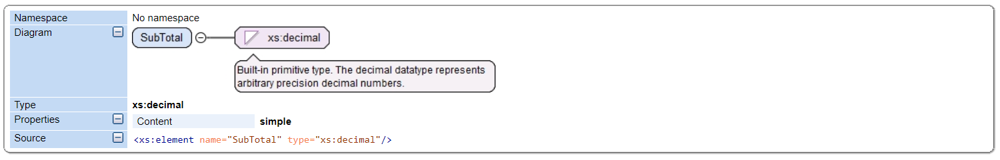 Namespace No namespace
Diagram SubTotal xs:decimal
Built-in primitive type. The decimal datatype represents
arbitrary precision decimal numbers.
Type xs:decimal
Properties Content simple
Source <xs:element name="SubTotal" type="xs:decimal"/>